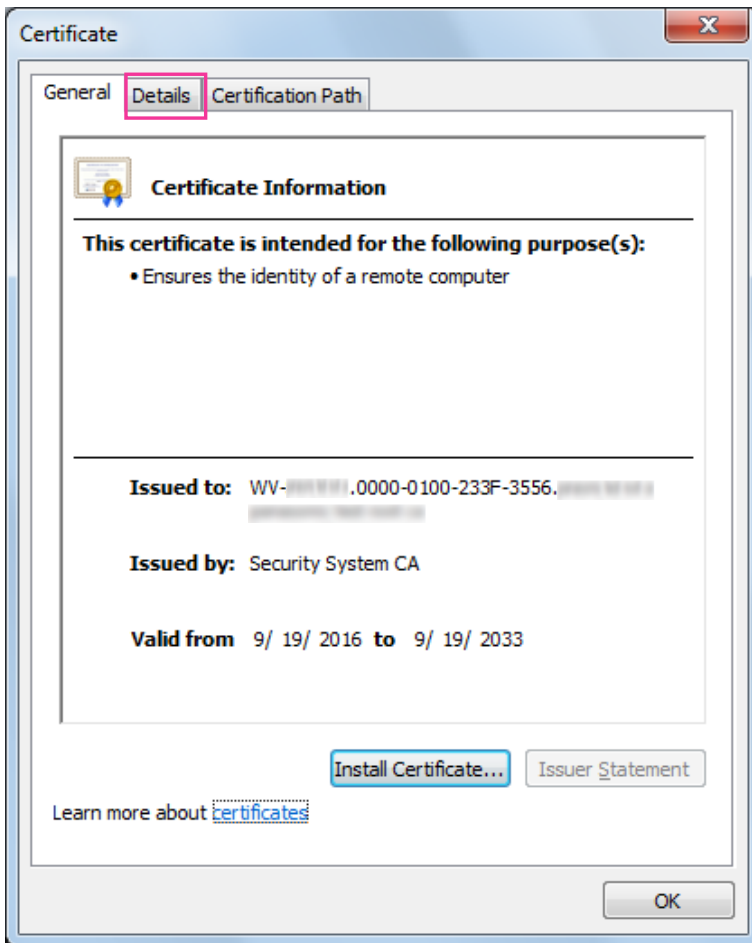 Certificate
General Details Certification Path
Certificate Information
This certificate is intended for the following purpose(s):
• Ensures the identity of a remote computer
Issued to: WV- .0000-0100-233F-3556.
Issued by: Security System CA
Valid from 9/ 19/ 2016 to 9/ 19/ 2033
Install Certificate... Issuer Statement
Learn more about certificates
OK